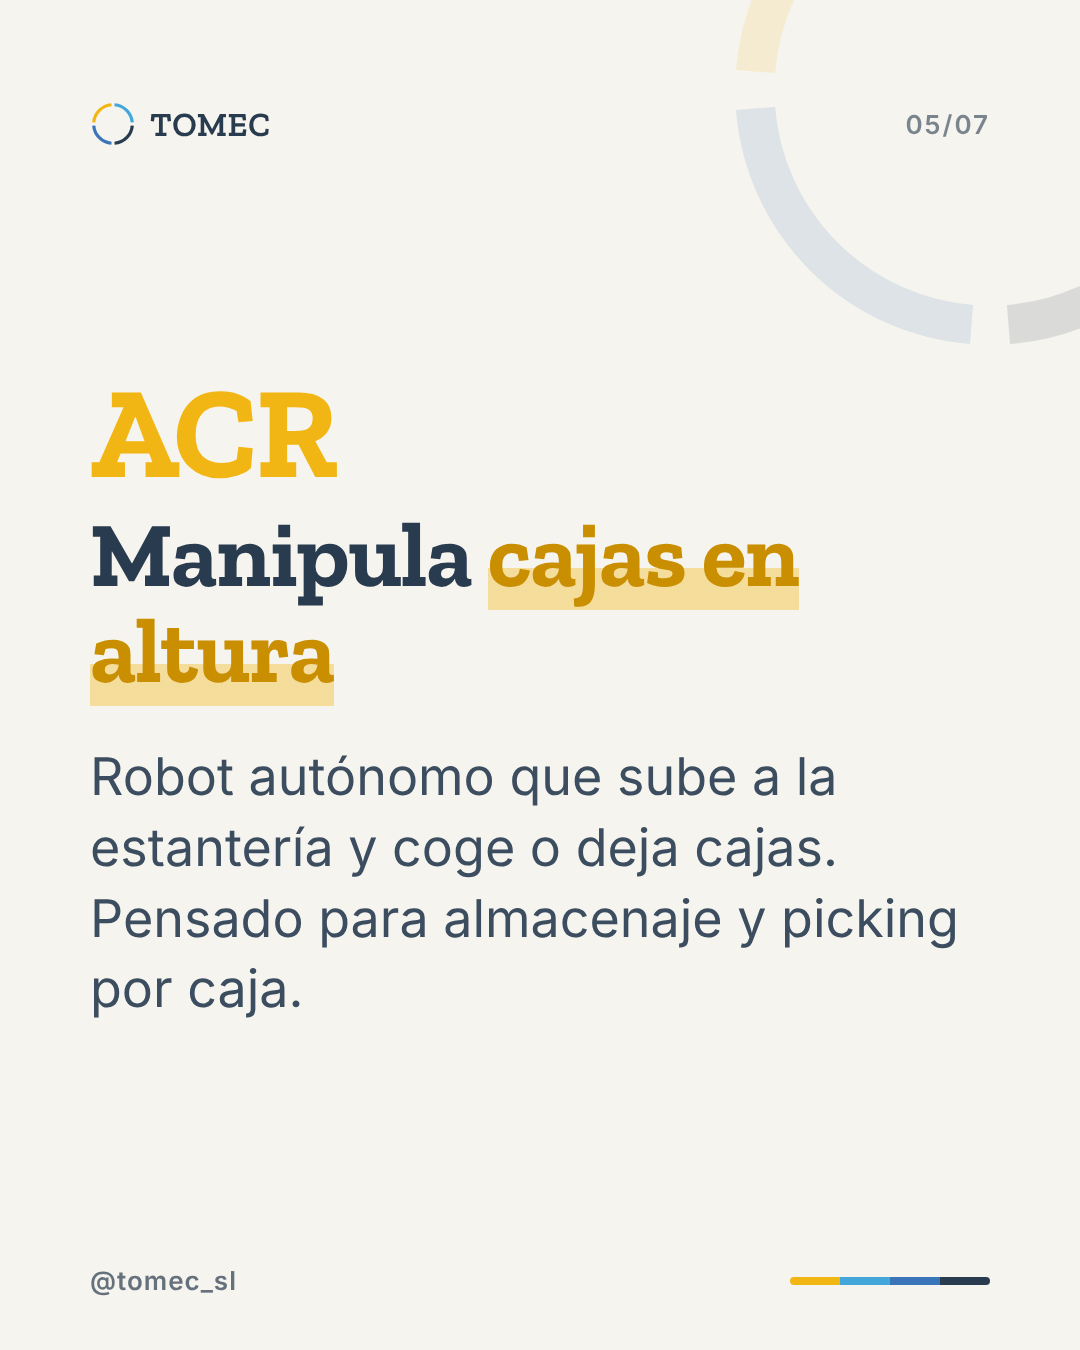 TOMEC
05/07
ACR
Manipula cajas en
altura
Robot autónomo que sube a la
estantería y coge o deja cajas.
Pensado para almacenaje y picking
por caja.
@tomec_sl